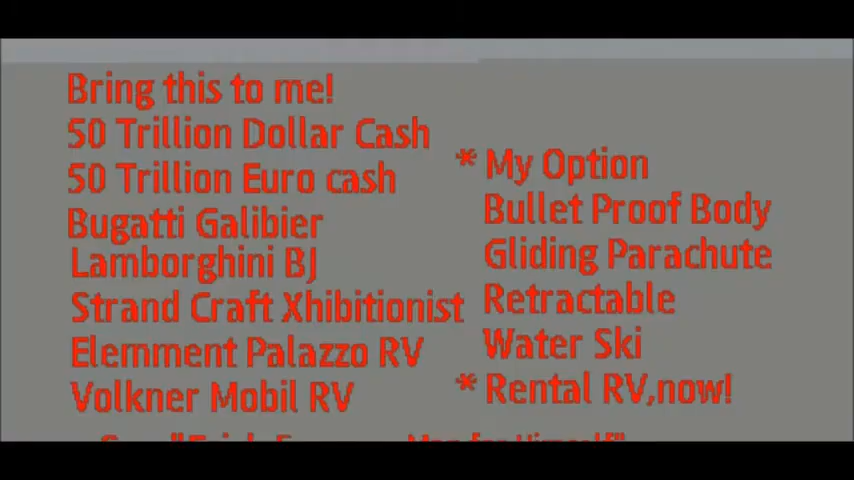 Bring this to me!
50 Trillion Dollar Cash
50 Trillion Euro cash
Bugatti Galibier
Lamborghini BJ
Strand Craft Xhibitionist
Elemment Palazzo RV
Volkner Mobil RV
* My Option
Bullet Proof Body
Gliding Parachute
Retractable
Water Ski
* Rental RV,now!